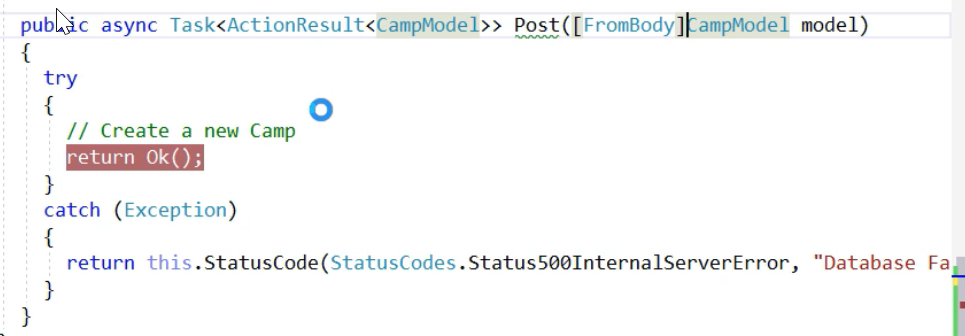 public async Task<ActionResult<CampModel>> Post([FromBody]CampModel model)
{
try
{
// Create a new Camp
return Ok();
}
catch (Exception)
{
return this.StatusCode(StatusCodes.Status500InternalServerError, "Database Fa
}
}